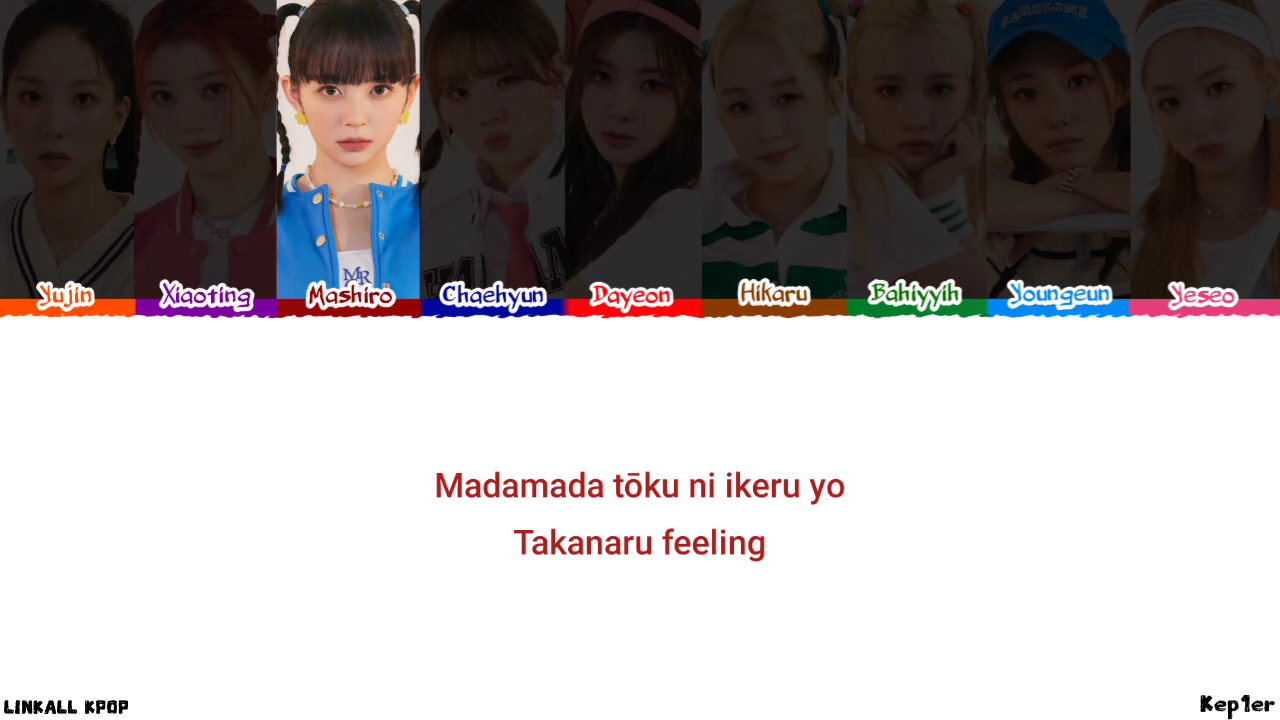 Yujin
Xiaoting
Mashiro
Chaehyun
Dayeon
Hikaru
Bahiyyih
Youngeun
Yeseo
Madamada tōku ni ikeru yo
Takanaru feeling
LINKALL KPOP
Kep1er